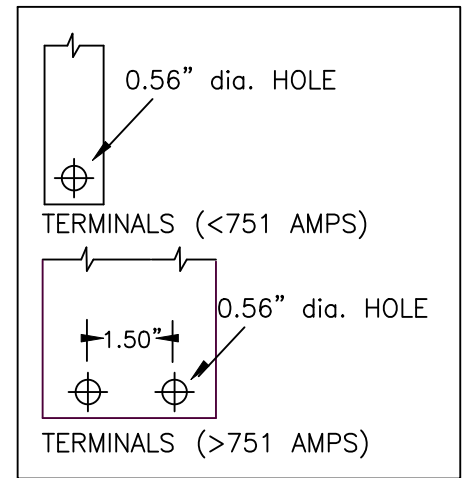 0.56” dia. HOLE
TERMINALS (<751 AMPS)
0.56” dia. HOLE
1.50”
TERMINALS (>751 AMPS)